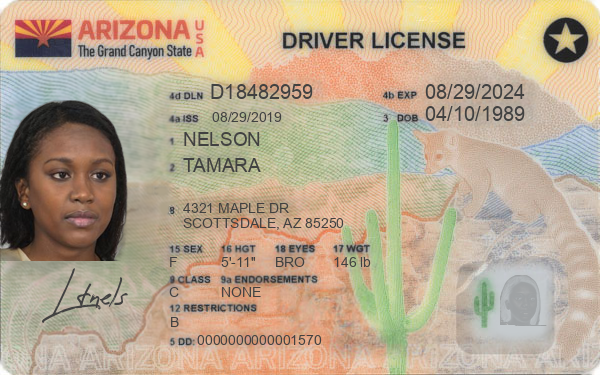 ARIZONA USA
The Grand Canyon State
DRIVER LICENSE
4d DLN D18482959
4b EXP 08/29/2024
4a ISS 08/29/2019
3 DOB 04/10/1989
1 NELSON
2 TAMARA
8 4321 MAPLE DR
SCOTTSDALE, AZ 85250
15 SEX 16 HGT 18 EYES 17 WGT
F 5'-11" BRO 146 lb
9 CLASS 9a ENDORSEMENTS
C NONE
12 RESTRICTIONS
B
5 DD: 0000000000001570
ARIZONA ARIZONA ARIZONA ARIZONA